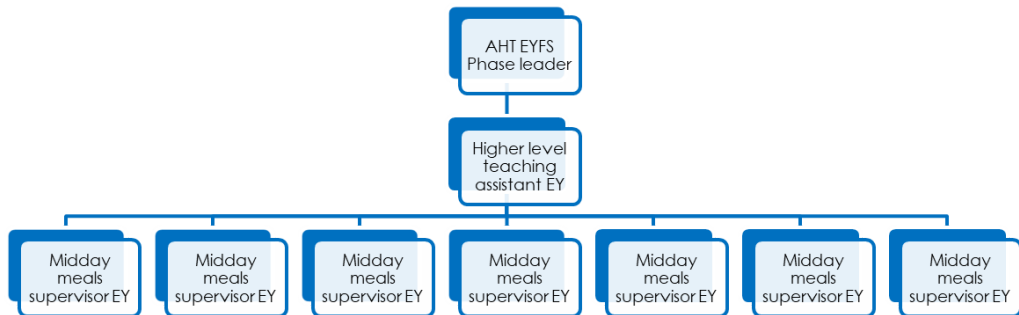 AHT EYFS
Phase leader
Higher level
teaching
assistant EY
Midday
meals
supervisor EY
Midday
meals
supervisor EY
Midday
meals
supervisor EY
Midday
meals
supervisor EY
Midday
meals
supervisor EY
Midday
meals
supervisor EY
Midday
meals
supervisor EY